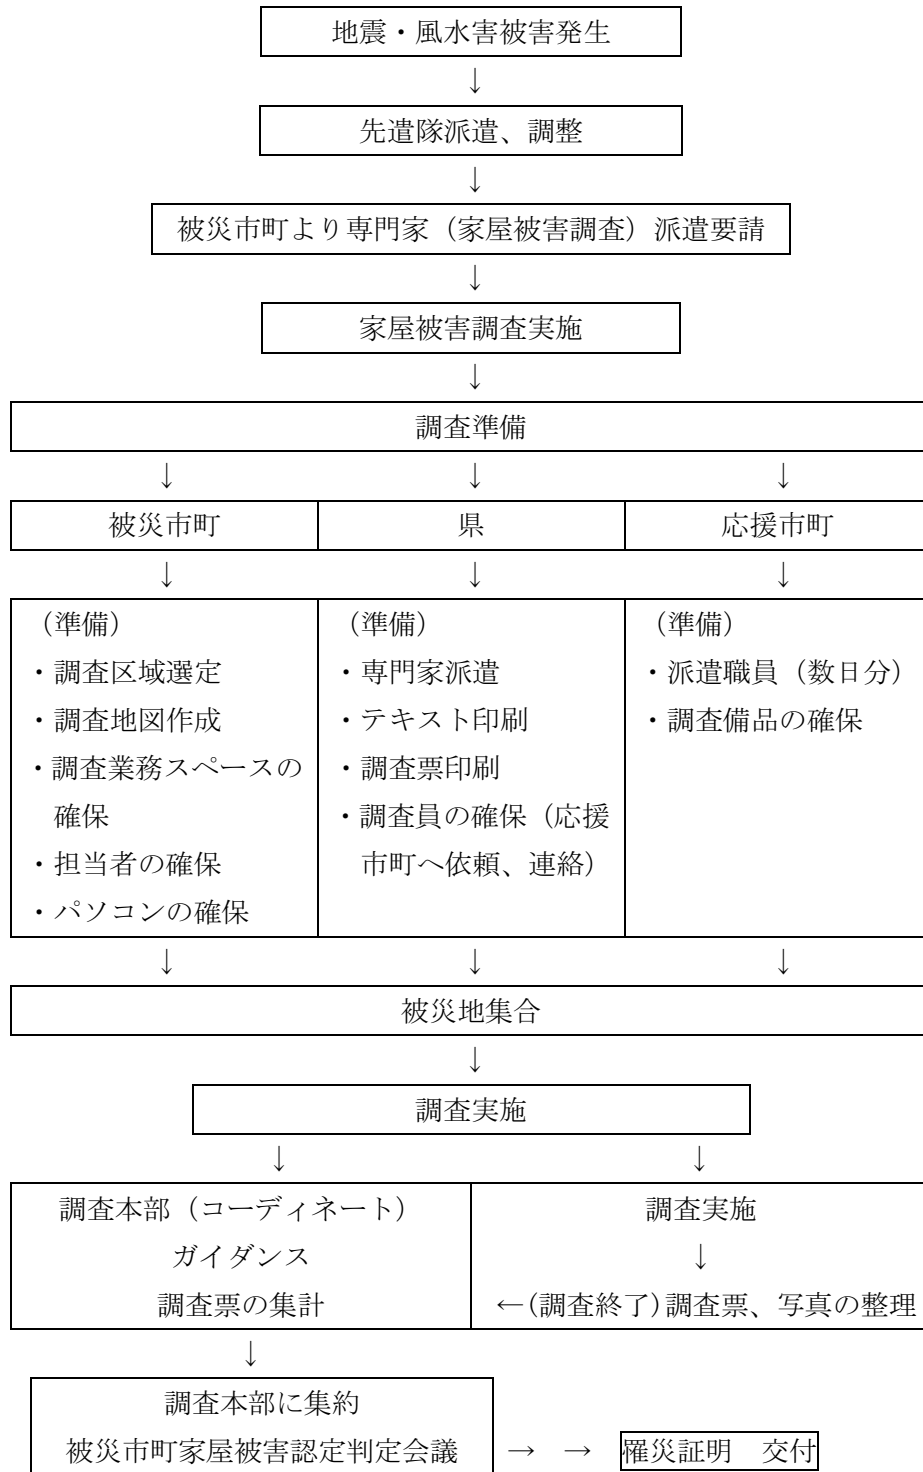 地震・風水害被害発生
↓
先遣隊派遣、調整
↓
被災市町より専門家（家屋被害調査）派遣要請
↓
家屋被害調査実施
↓
調査準備
↓ ↓ ↓
被災市町 県 応援市町
↓ ↓ ↓
（準備）
・調査区域選定
・調査地図作成
・調査業務スペースの
確保
・担当者の確保
・パソコンの確保
（準備）
・専門家派遣
・テキスト印刷
・調査票印刷
・調査員の確保（応援
市町へ依頼、連絡）
（準備）
・派遣職員（数日分）
・調査備品の確保
↓ ↓ ↓
被災地集合
↓
調査実施
↓ ↓
調査本部（コーディネート）
ガイダンス
調査票の集計
調査実施
↓
←(調査終了)調査票、写真の整理
↓
調査本部に集約
被災市町家屋被害認定判定会議 → →罹災証明　交付